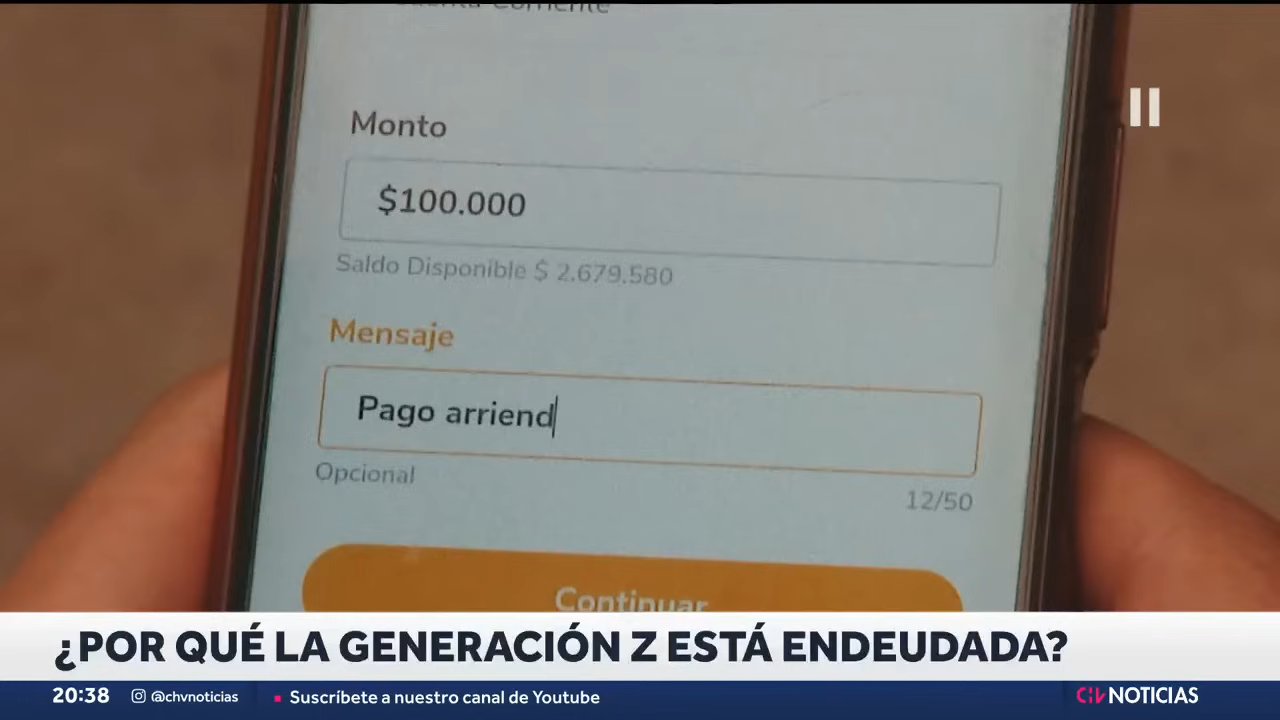 Monto
$100.000
Saldo Disponible $ 2.679.580
Mensaje
Pago arriend
Opcional
12/50
Continuar
¿POR QUÉ LA GENERACIÓN Z ESTÁ ENDEUDADA?
20:38 @chvnoticias Suscríbete a nuestro canal de Youtube CHV NOTICIAS